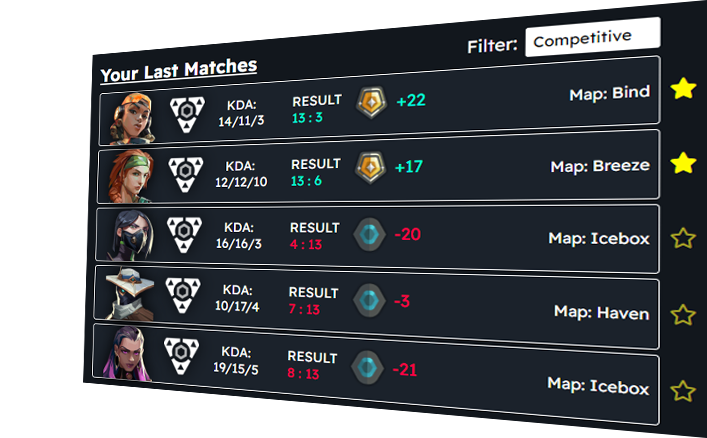 Filter: Competitive
Your Last Matches
KDA: RESULT +22 Map: Bind
14/11/3 13 : 3
KDA: RESULT +17 Map: Breeze
12/12/10 13 : 6
KDA: RESULT -20 Map: Icebox
16/16/3 4 : 13
KDA: RESULT -3 Map: Haven
10/17/4 7 : 13
KDA: RESULT -21 Map: Icebox
19/15/5 8 : 13